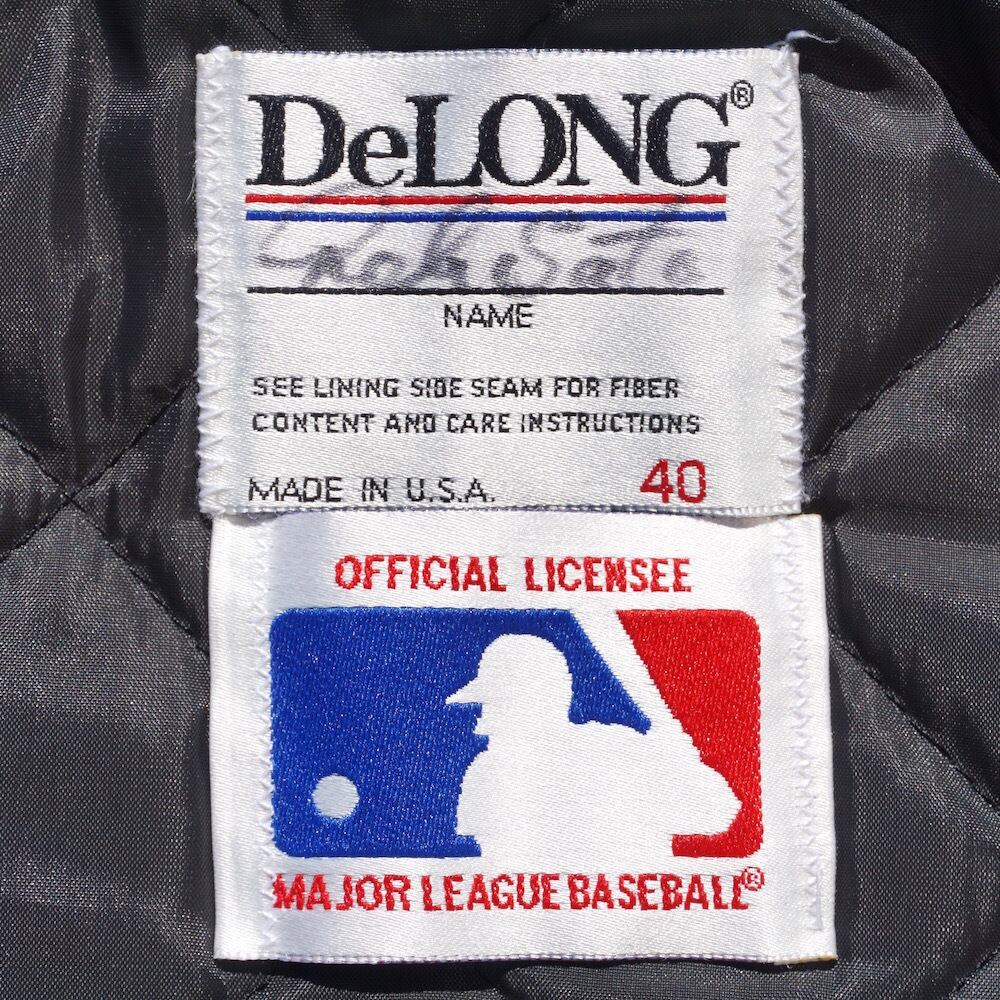 DeLONG®
Sato
NAME
SEE LINING SIDE SEAM FOR FIBER
CONTENT AND CARE INSTRUCTIONS
MADE IN U.S.A. 40
OFFICIAL LICENSEE
MAJOR LEAGUE BASEBALL®